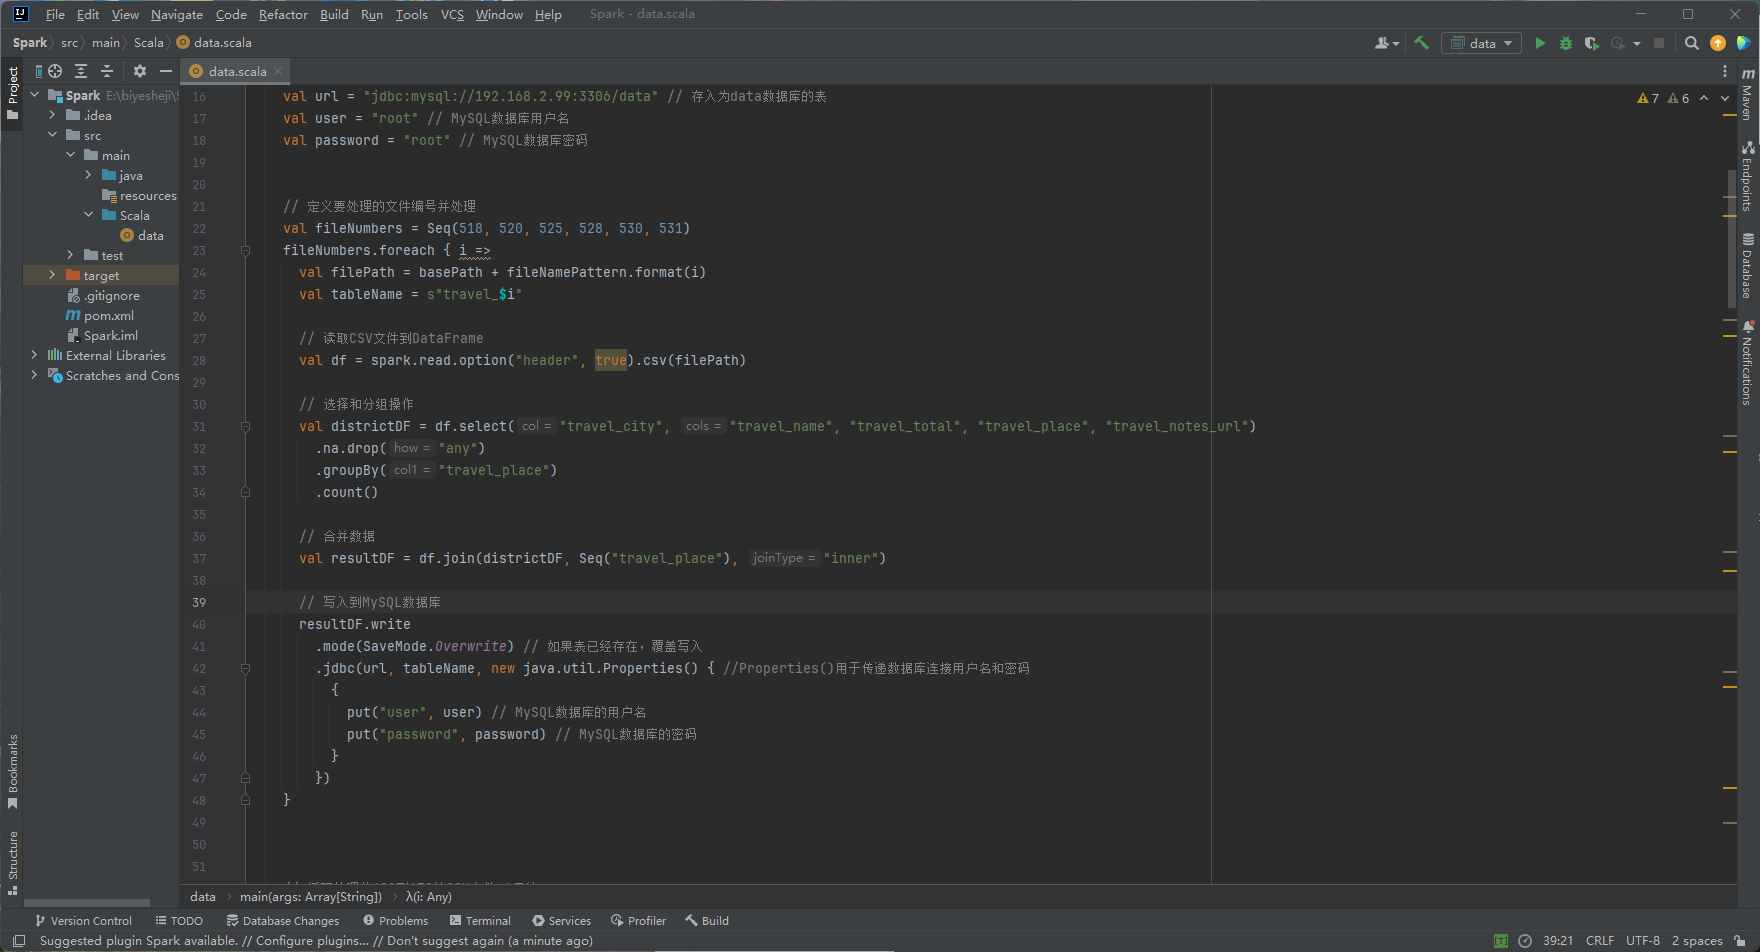 File Edit View Navigate Code Refactor Build Run Tools VCS Window Help Spark - data.scala
Spark src main Scala data.scala data
Project data.scala
Spark E:\biyesheji\
.idea
src
main
java
resources
Scala
data
test
target
.gitignore
pom.xml
Spark.iml
External Libraries
Scratches and Cons
7 6
16 val url = "jdbc:mysql://192.168.2.99:3306/data" // 存入为data数据库的表
17 val user = "root" // MySQL数据库用户名
18 val password = "root" // MySQL数据库密码
19
20
21 // 定义要处理的文件编号并处理
22 val fileNumbers = Seq(518, 520, 525, 528, 530, 531)
23 fileNumbers.foreach { i =>
24 val filePath = basePath + fileNamePattern.format(i)
25 val tableName = s"travel_$i"
26
27 // 读取CSV文件到DataFrame
28 val df = spark.read.option("header", true).csv(filePath)
29
30 // 选择和分组操作
31 val districtDF = df.select( col = "travel_city", cols = "travel_name", "travel_total", "travel_place", "travel_notes_url")
32 .na.drop( how = "any")
33 .groupBy( col1 = "travel_place")
34 .count()
35
36 // 合并数据
37 val resultDF = df.join(districtDF, Seq("travel_place"), joinType = "inner")
38
39 // 写入到MySQL数据库
40 resultDF.write
41 .mode(SaveMode.Overwrite) // 如果表已经存在，覆盖写入
42 .jdbc(url, tableName, new java.util.Properties() { //Properties()用于传递数据库连接用户名和密码
43 {
44 put("user", user) // MySQL数据库的用户名
45 put("password", password) // MySQL数据库的密码
46 }
47 })
48 }
49
50
51
Maven
Endpoints
Database
Notifications
Bookmarks
Structure
data main(args: Array[String]) λ(i: Any)
Version Control TODO Database Changes Problems Terminal Services Profiler Build
Suggested plugin Spark available. // Configure plugins... // Don't suggest again (a minute ago) 39:21 CRLF UTF-8 2 spaces